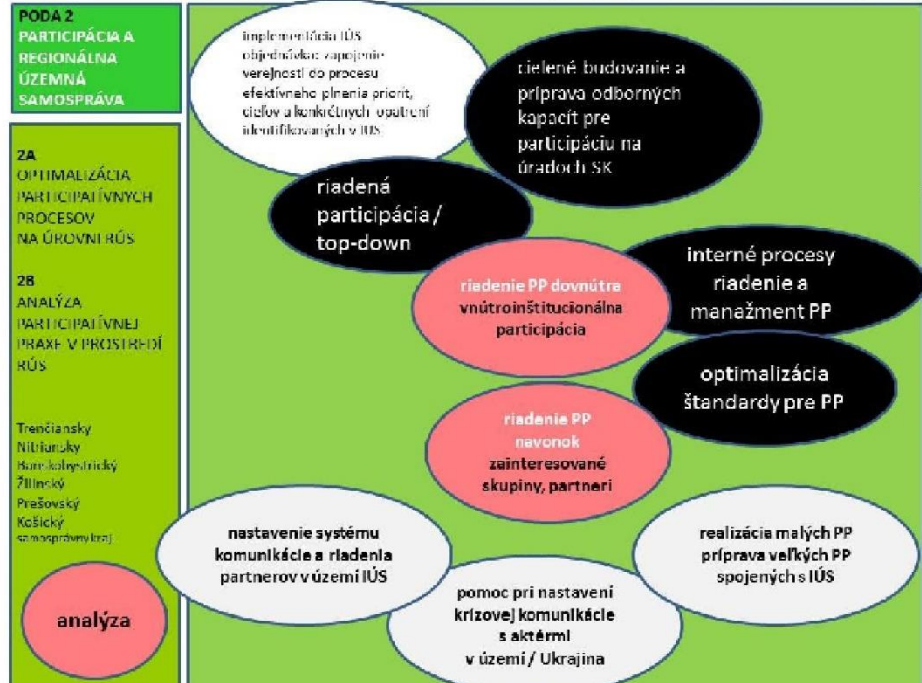 PODA 2
PARTICIPÁCIA A
REGIONÁLNA
ÚZEMNÁ
SAMOSPRÁVA
2A
OPTIMALIZÁCIA
PARTICIPATÍVNYCH
PROCESOV
NA ÚROVNI RÚS
2B
ANALÝZA
PARTICIPATÍVNEJ
PRAXE V PROSTREDÍ
RÚS
Trenčiansky
Nitriansky
Banskobystrický
Žilinský
Prešovský
Košický
samosprávny kraj
analýza
implementácia IÚS
objednávka: zapojenie
verejnosti do procesu
efektívneho plnenia priorít,
cieľov a konkrétnych opatrení
identifikovaných v IUS
cielené budovanie a
príprava odborných
kapacít pre
participáciu na
úradoch SK
riadená
participácia /
top-down
riadenie PP dovnútra
vnútroinštitucionálna
participácia
interné procesy
riadenie a
manažment PP
optimalizácia
štandardy pre PP
riadenie PP
navonok
zainteresované
skupiny, partneri
nastavenie systému
komunikácie a riadenia
partnerov v území IÚS
pomoc pri nastavení
krízovej komunikácie
s aktérmi
v území / Ukrajina
realizácia malých PP
príprava veľkých PP
spojených s IÚS